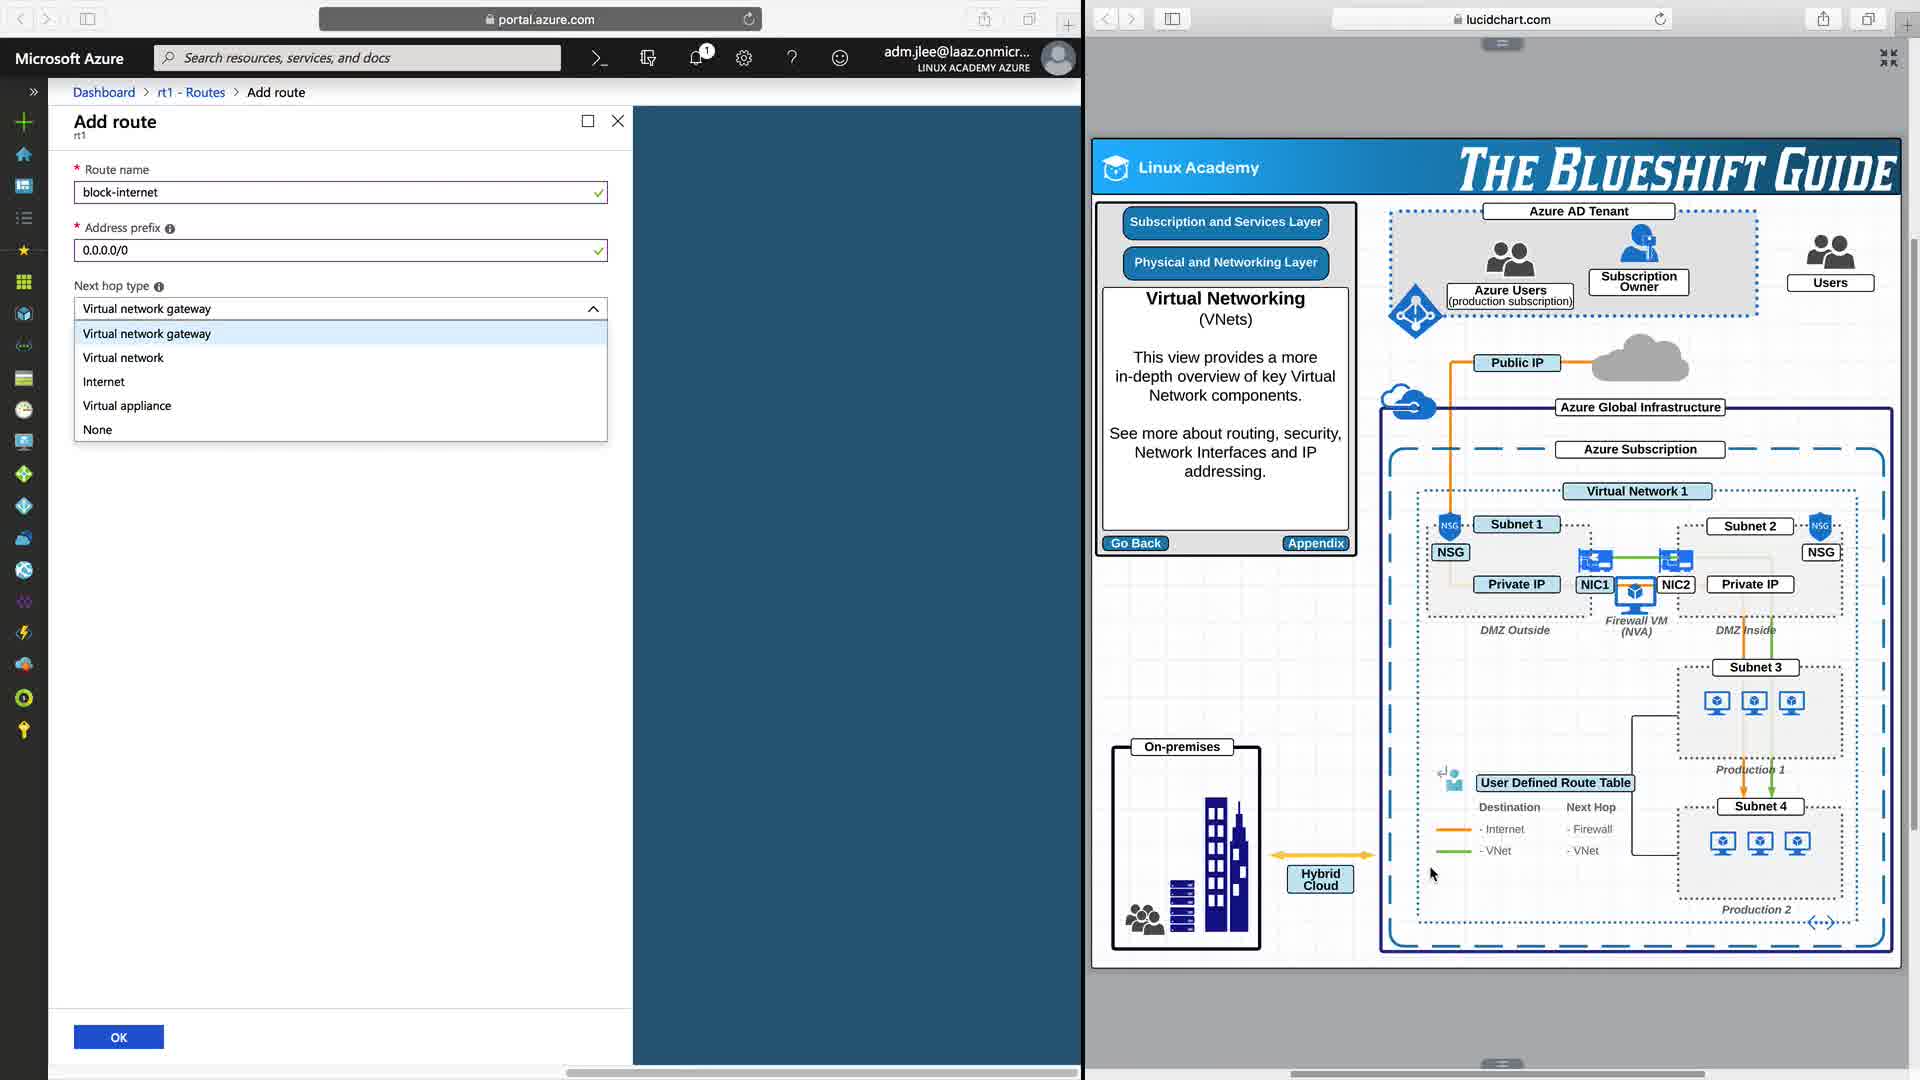 portal.azure.com
Microsoft Azure
Search resources, services, and docs
1
adm.jlee@laaz.onmicr...
LINUX ACADEMY AZURE
Dashboard > rt1 - Routes > Add route
Add route
rt1
* Route name
block-internet
* Address prefix
0.0.0.0/0
Next hop type
Virtual network gateway
Virtual network gateway
Virtual network
Internet
Virtual appliance
None
OK
lucidchart.com
Linux Academy
THE BLUESHIFT GUIDE
Subscription and Services Layer
Physical and Networking Layer
Virtual Networking
(VNets)
This view provides a more
in-depth overview of key Virtual
Network components.
See more about routing, security,
Network Interfaces and IP
addressing.
Go Back
Appendix
Azure AD Tenant
Azure Users
(production subscription)
Subscription
Owner
Users
Public IP
Azure Global Infrastructure
Azure Subscription
Virtual Network 1
NSG
Subnet 1
Subnet 2
NSG
NSG
NSG
Private IP
NIC1
NIC2
Private IP
Firewall VM
(NVA)
DMZ Outside
DMZ Inside
Subnet 3
Production 1
On-premises
User Defined Route Table
Destination
Next Hop
- Internet
- Firewall
- VNet
- VNet
Subnet 4
Production 2
Hybrid
Cloud